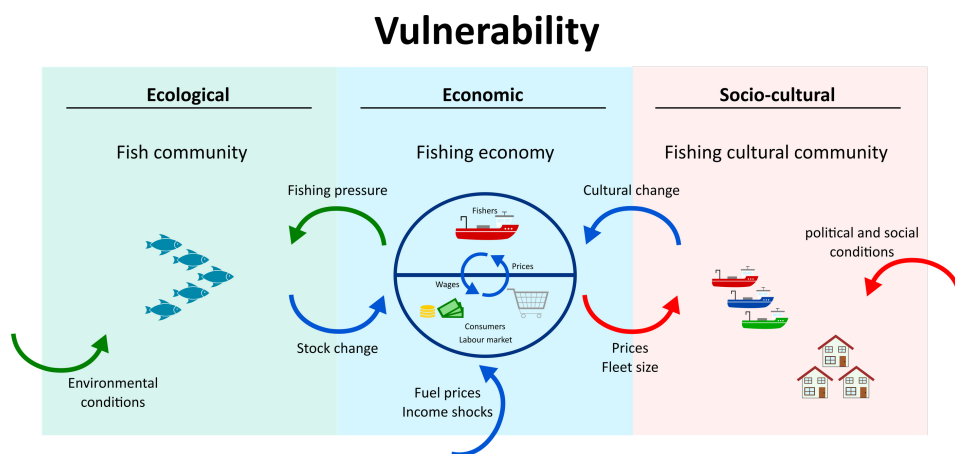 Vulnerability
Ecological
Economic
Socio-cultural
Fish community
Fishing economy
Fishing cultural community
Fishing pressure
Cultural change
Fishers
political and social
conditions
Prices
Wages
Consumers
Labour market
Stock change
Prices
Fleet size
Environmental
conditions
Fuel prices
Income shocks